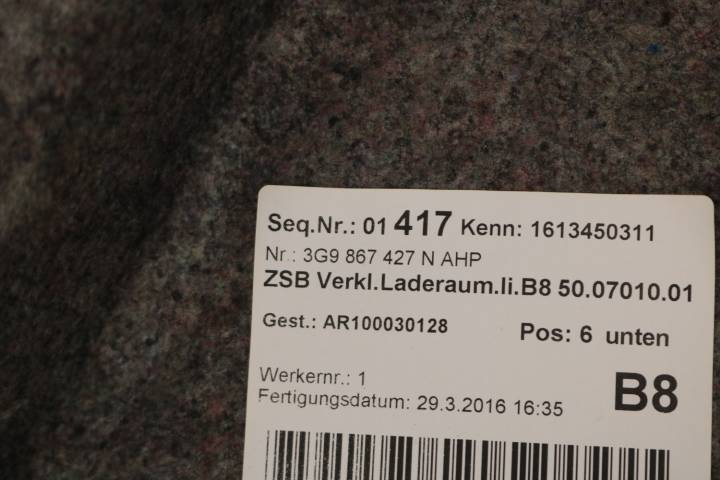 Seq.Nr.: 01 417 Kenn: 1613450311
Nr.: 3G9 867 427 N AHP
ZSB Verkl.Laderaum.li.B8 50.07010.01
Gest.: AR100030128 Pos: 6 unten
Werkernr.: 1
Fertigungsdatum: 29.3.2016 16:35 B8